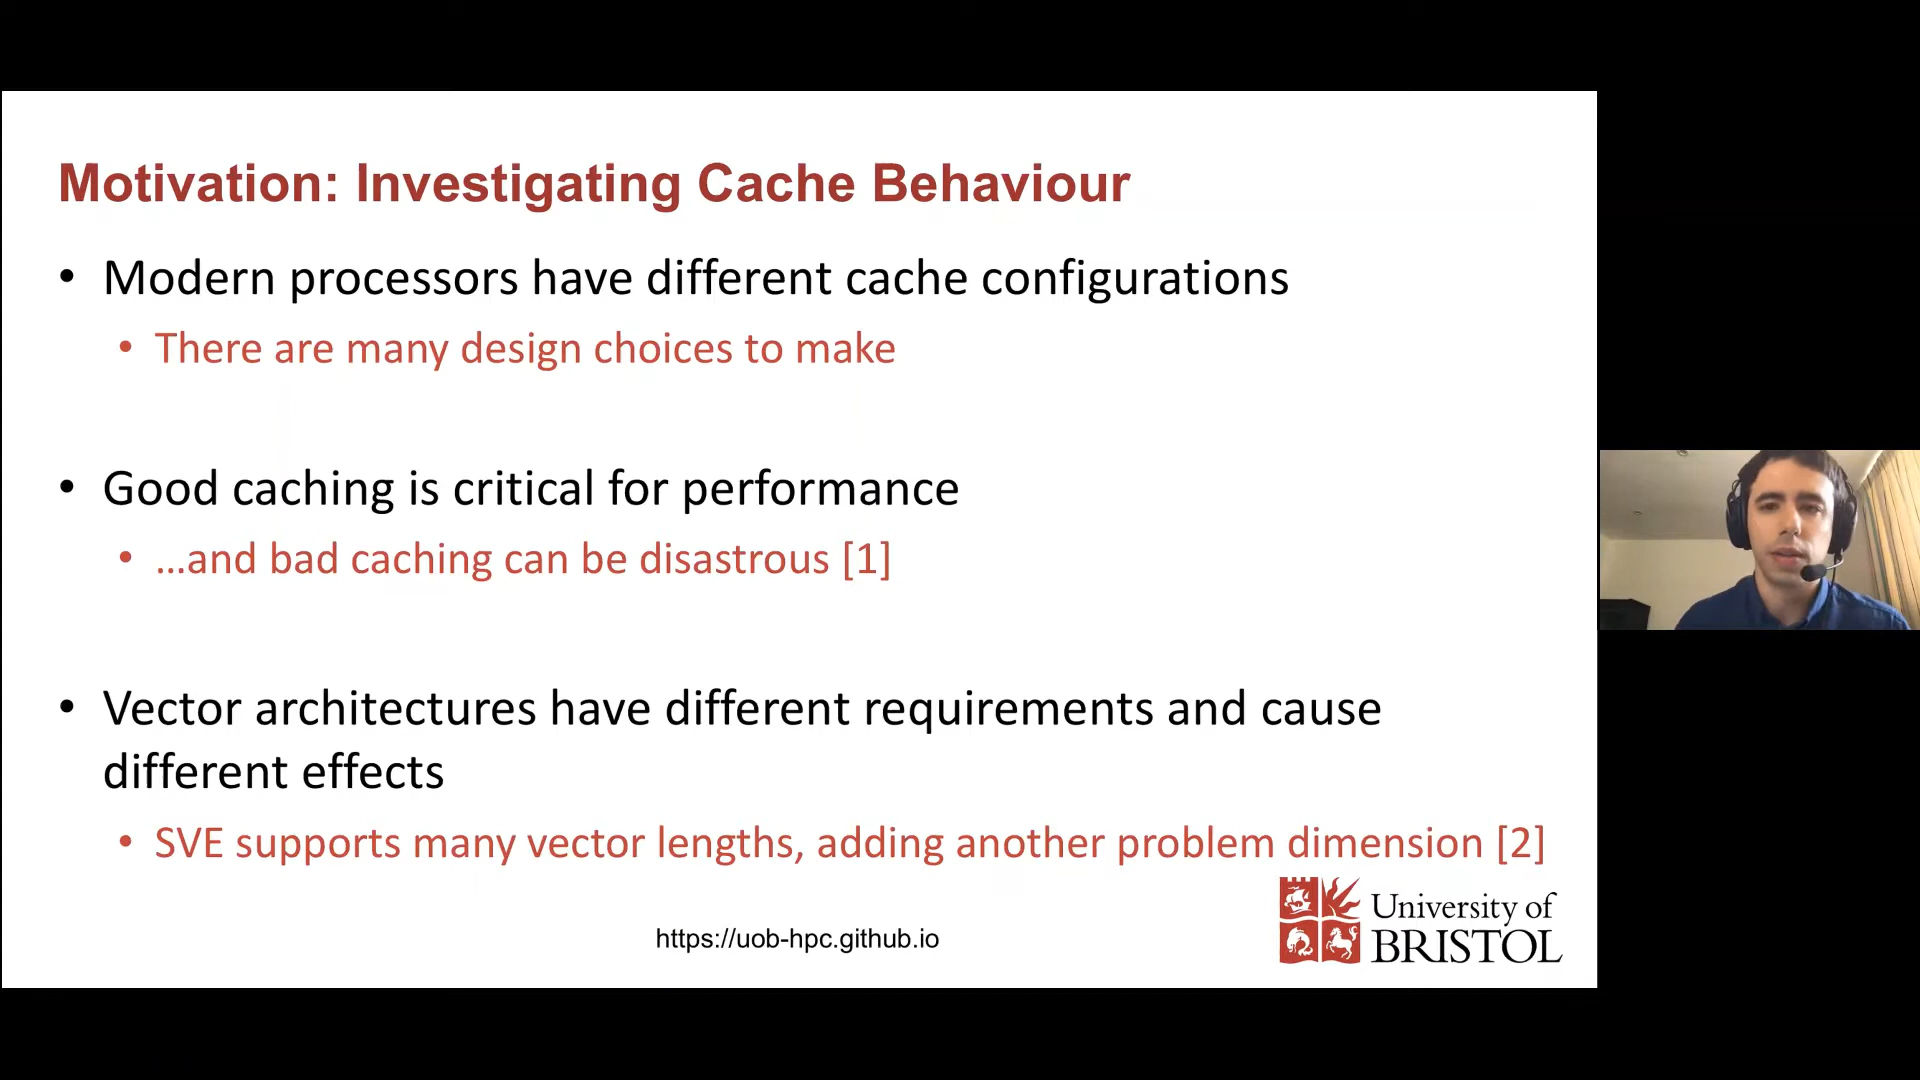 Motivation: Investigating Cache Behaviour
• Modern processors have different cache configurations
• There are many design choices to make
• Good caching is critical for performance
• ...and bad caching can be disastrous [1]
• Vector architectures have different requirements and cause
different effects
• SVE supports many vector lengths, adding another problem dimension [2]
https://uob-hpc.github.io
University of
BRISTOL